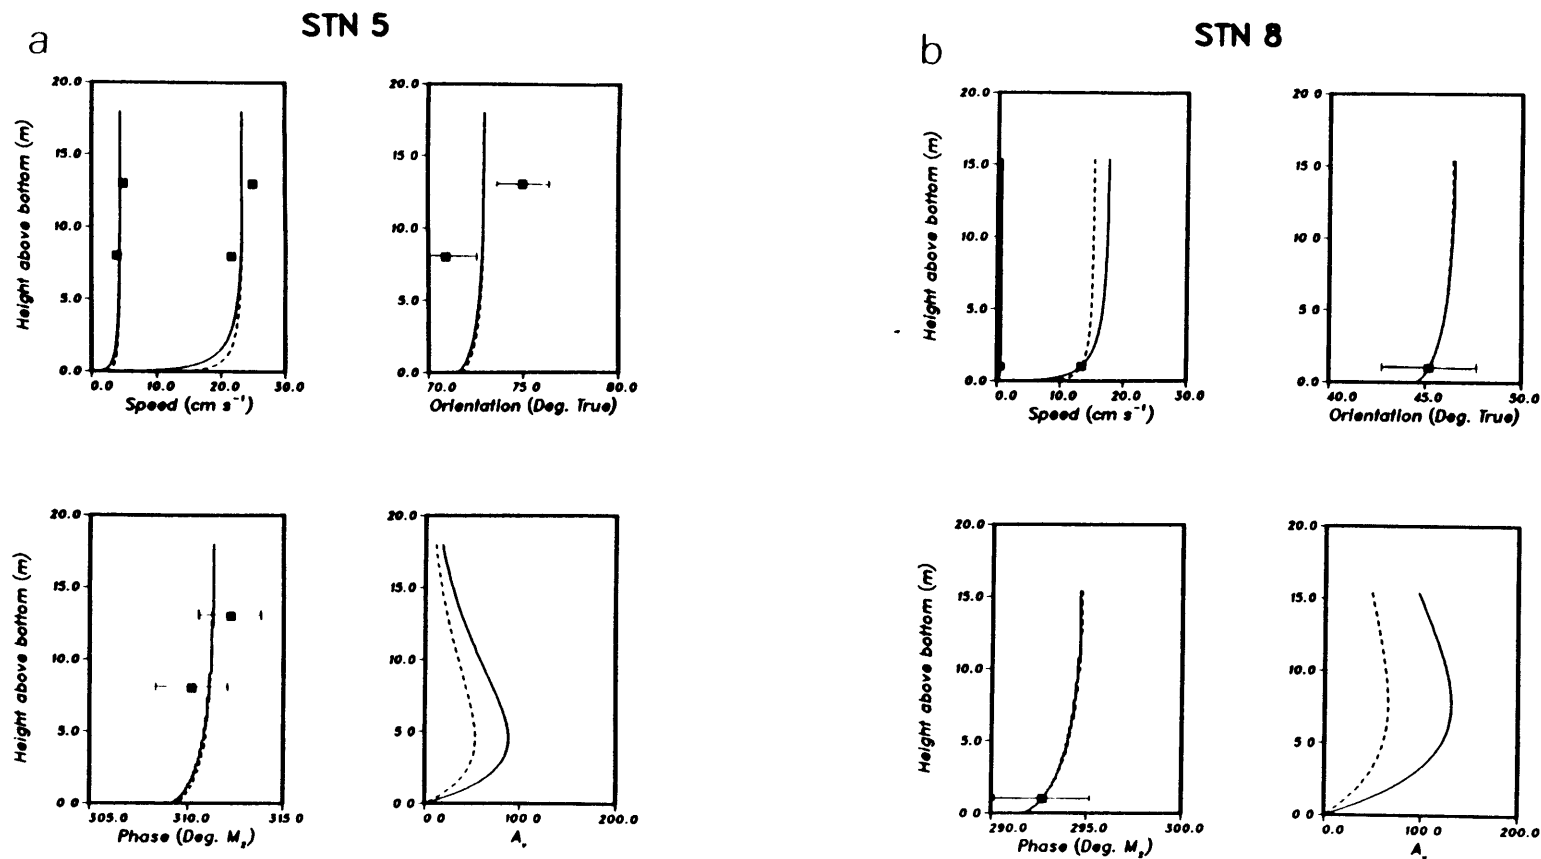 STN 5
a
20.0
15.0
10.0
5.0
0.0
0.0 10.0 20.0 30.0
Height above bottom (m)
Speed (cm s⁻¹)
20.0
15 0
10.0
5.0
0.0
70.0 75 0 80.0
Orientation (Deg. True)
20.0
15.0
10.0
5.0
0 0
305.0 310.0 315.0
Height above bottom (m)
Phase (Deg. M₂)
20.0
15.0
10.0
5 0
0 0
0 0 100 0 200.0
Aᵥ
STN 8
b
20.0
15.0
10.0
5.0
0.0
0.0 10.0 20.0 30.0
Height above bottom (m)
Speed (cm s⁻¹)
20 0
15 0
10 0
5 0
0.0
40.0 45.0 50.0
Orientation (Deg. True)
20.0
15.0
10.0
5.0
0 0
290.0 295.0 300.0
Height above bottom (m)
Phase (Deg. M₂)
20.0
15.0
10.0
5 0
0 0
0.0 100 0 200.0
A